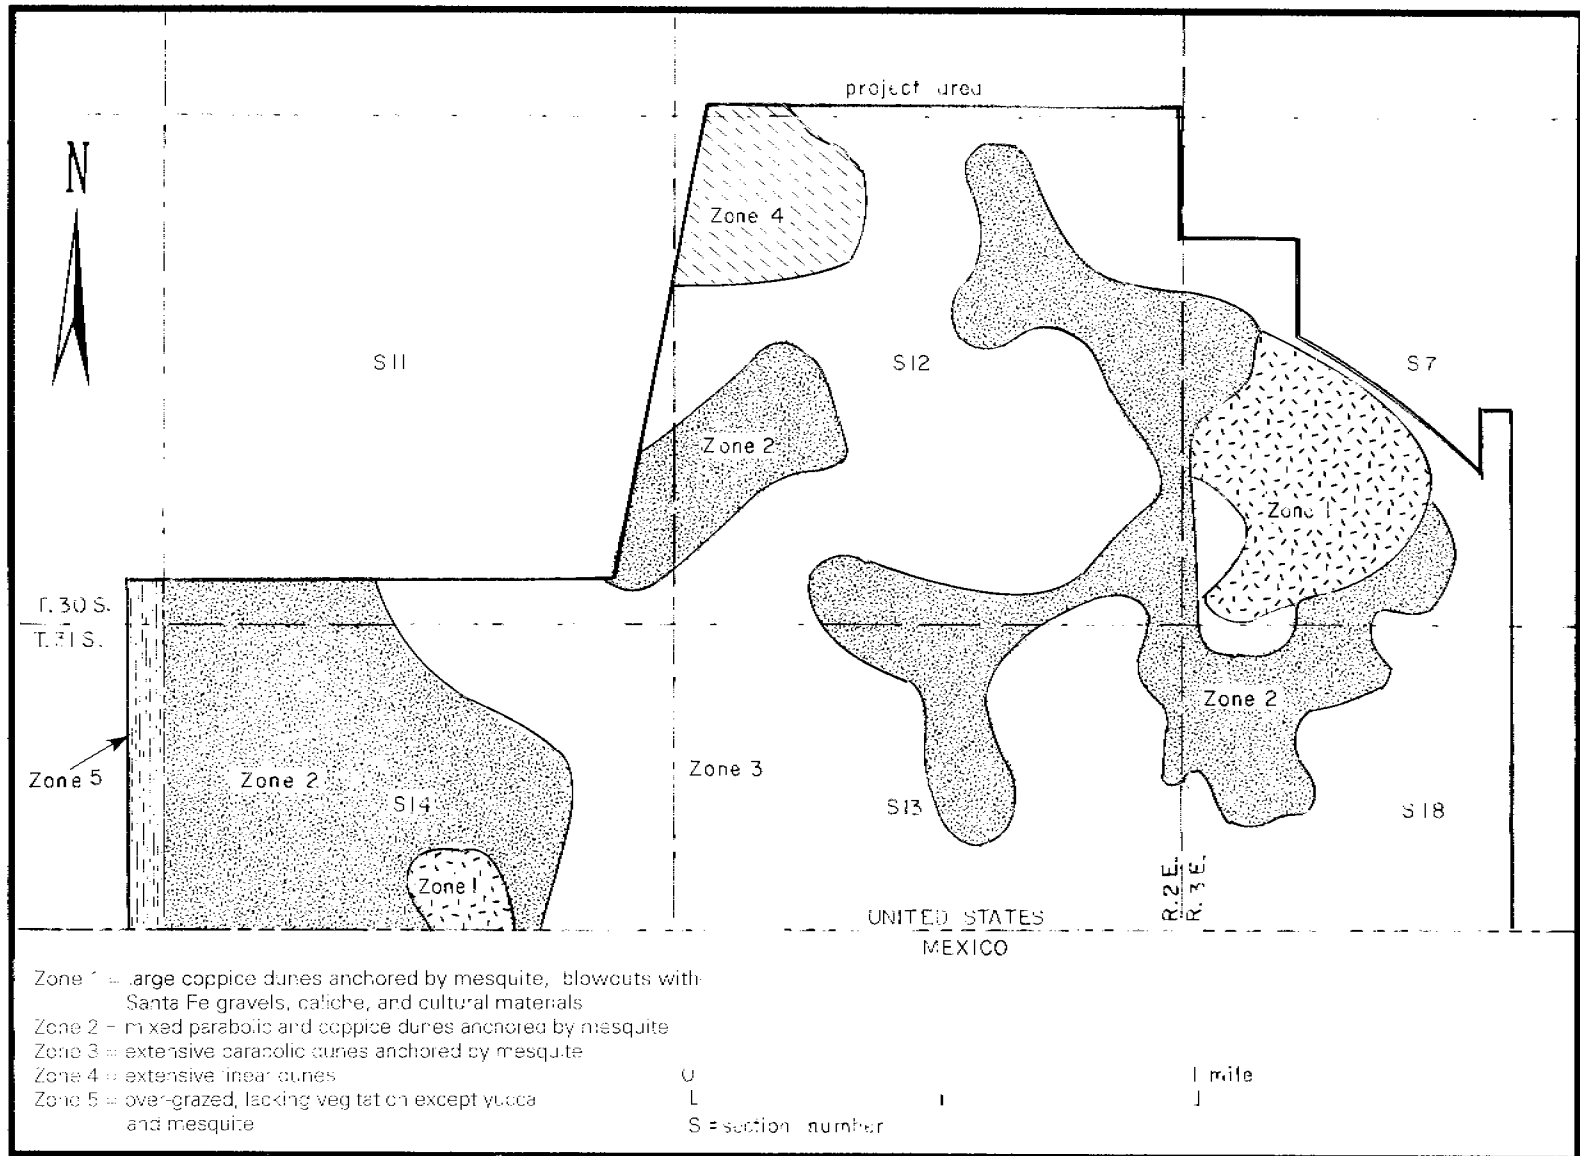 project area
N
Zone 4
S11
S12
S7
Zone 2
Zone 1
T. 30 S.
T. 31 S.
Zone 2
Zone 5
Zone 2
Zone 3
S14
S13
S18
Zone 1
R. 2 E.
R. 3 E.
UNITED STATES
MEXICO
Zone 1 = large coppice dunes anchored by mesquite, blowouts with
Santa Fe gravels, caliche, and cultural materials
Zone 2 = mixed parabolic and coppice dunes anchored by mesquite
Zone 3 = extensive parabolic dunes anchored by mesquite
Zone 4 = extensive linear dunes
Zone 5 = over-grazed, lacking vegtation except yucca
and mesquite
0 1 mile
S = section number